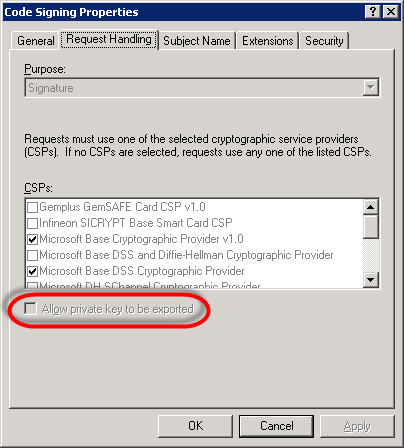 Code Signing Properties
General
Request Handling
Subject Name
Extensions
Security
Purpose:
Signature
Requests must use one of the selected cryptographic service providers
(CSPs). If no CSPs are selected, requests use any one of the listed CSPs.
CSPs:
Gemplus GemSAFE Card CSP v1.0
Infineon SICRYPT Base Smart Card CSP
Microsoft Base Cryptographic Provider v1.0
Microsoft Base DSS and Diffie-Hellman Cryptographic Provider
Microsoft Base DSS Cryptographic Provider
Microsoft DH SChannel Cryptographic Provider
Allow private key to be exported
OK
Cancel
Apply